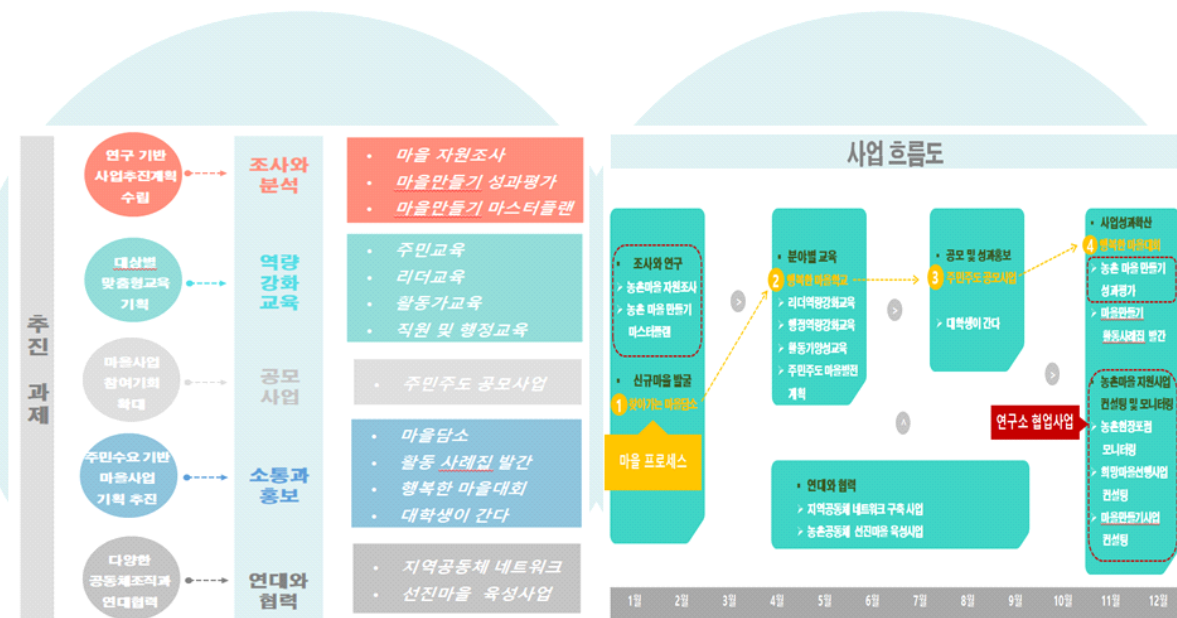 추진 과제
연구 기반
사업추진계획
수립
조사와
분석
• 마을 자원조사
• 마을만들기 성과평가
• 마을만들기 마스터플랜
대상별
맞춤형교육
기획
역량
강화
교육
• 주민교육
• 리더교육
• 활동가교육
• 직원 및 행정교육
마을사업
참여기회
확대
공모
사업
• 주민주도 공모사업
주민수요 기반
마을사업
기획 추진
소통과
홍보
• 마을담소
• 활동 사례집 발간
• 행복한 마을대회
• 대학생이 간다
다양한
공동체조직과
연대협력
연대와
협력
• 지역공동체 네트워크
• 선진마을 육성사업
사업 흐름도
• 조사와 연구
➢ 농촌마을 자원조사
➢ 농촌 마을 만들기
마스터플랜
• 신규마을 발굴
1 찾아가는 마을담소
마을 프로세스
• 분야별 교육
2 행복한 마을학교
➢ 리더역량강화교육
➢ 행정역량강화교육
➢ 활동가양성교육
➢ 주민주도 마을발전
계획
• 공모 및 성과홍보
3 주민주도 공모사업
➢ 대학생이 간다
• 연대와 협력
➢ 지역공동체 네트워크 구축 사업
➢ 농촌공동체 선진마을 육성사업
• 사업성과확산
4 행복한 마을대회
➢ 농촌 마을 만들기
성과평가
➢ 마을만들기
활동사례집 발간
연구소 협업사업
• 농촌마을 지원사업
컨설팅 및 모니터링
➢ 농촌현장포럼
모니터링
➢ 희망마을선행사업
컨설팅
➢ 마을만들기사업
컨설팅
1월 2월 3월 4월 5월 6월 7월 8월 9월 10월 11월 12월